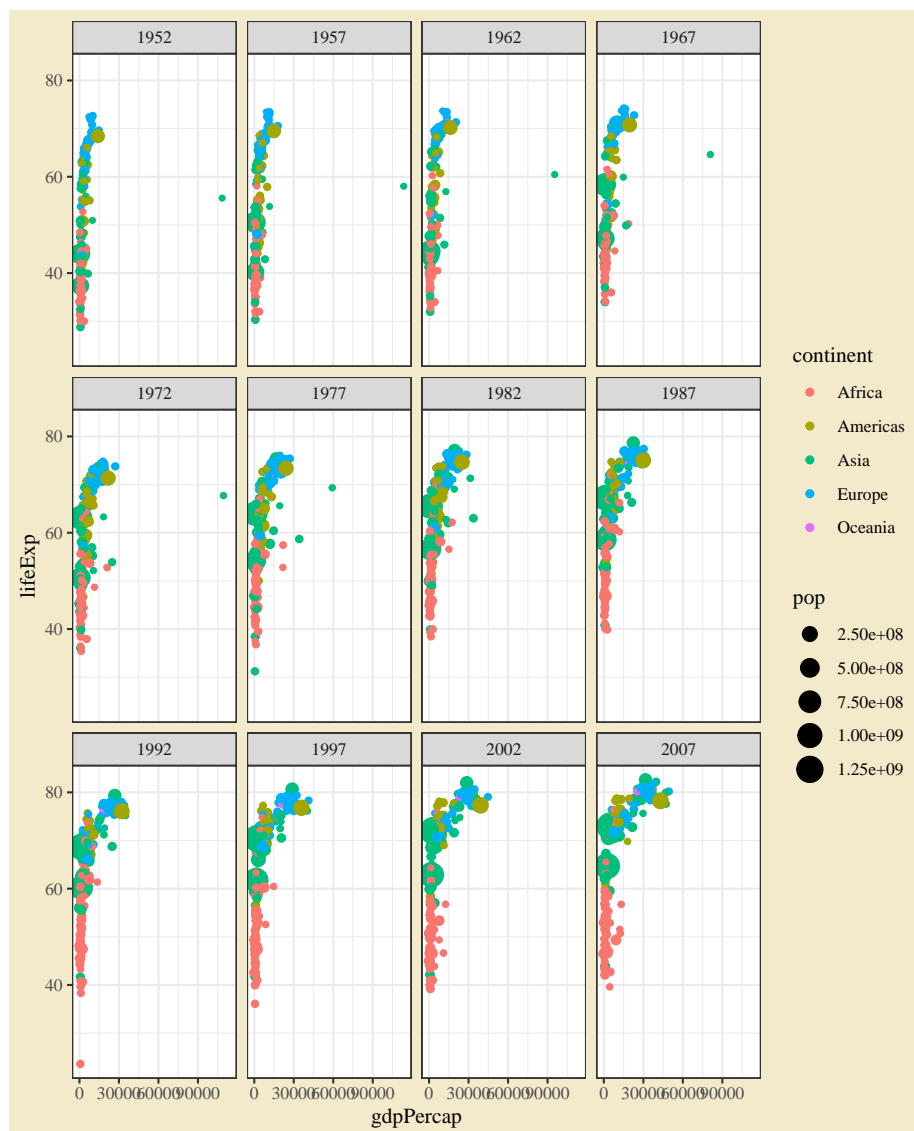 1952 1957 1962 1967
80
60
40
1972 1977 1982 1987
80
60
40
1992 1997 2002 2007
80
60
40
0 30000 60000 90000 0 30000 60000 90000 0 30000 60000 90000 0 30000 60000 90000
gdpPercap
lifeExp
continent
Africa
Americas
Asia
Europe
Oceania
pop
2.50e+08
5.00e+08
7.50e+08
1.00e+09
1.25e+09